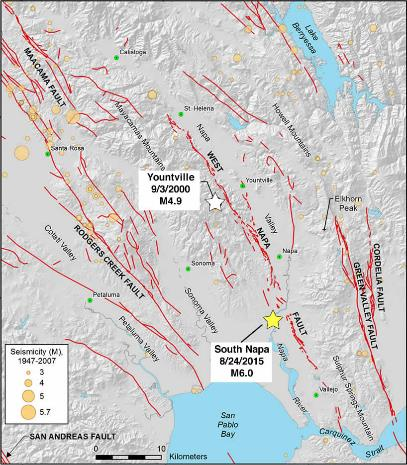 Lake
Berryessa
Calistoga
MAACAMA FAULT
Mayacamas Mountains
St. Helena
Napa
Howell Mountains
Santa Rosa
WEST
Yountville
9/3/2000
M4.9
Yountville
Elkhorn
Peak
Valley
NAPA
Cotati Valley
RODGERS CREEK FAULT
Sonoma
Napa
CORDELIA FAULT
GREEN VALLEY FAULT
Petaluma
Sonoma Valley
FAULT
Petaluma Valley
South Napa
8/24/2015
M6.0
Napa
River
Sulphur Springs Mountain
Vallejo
Seismicity (M),
1947-2007
3
4
5
5.7
San
Pablo
Bay
Carquinez
Strait
SAN ANDREAS FAULT
0
10
Kilometers